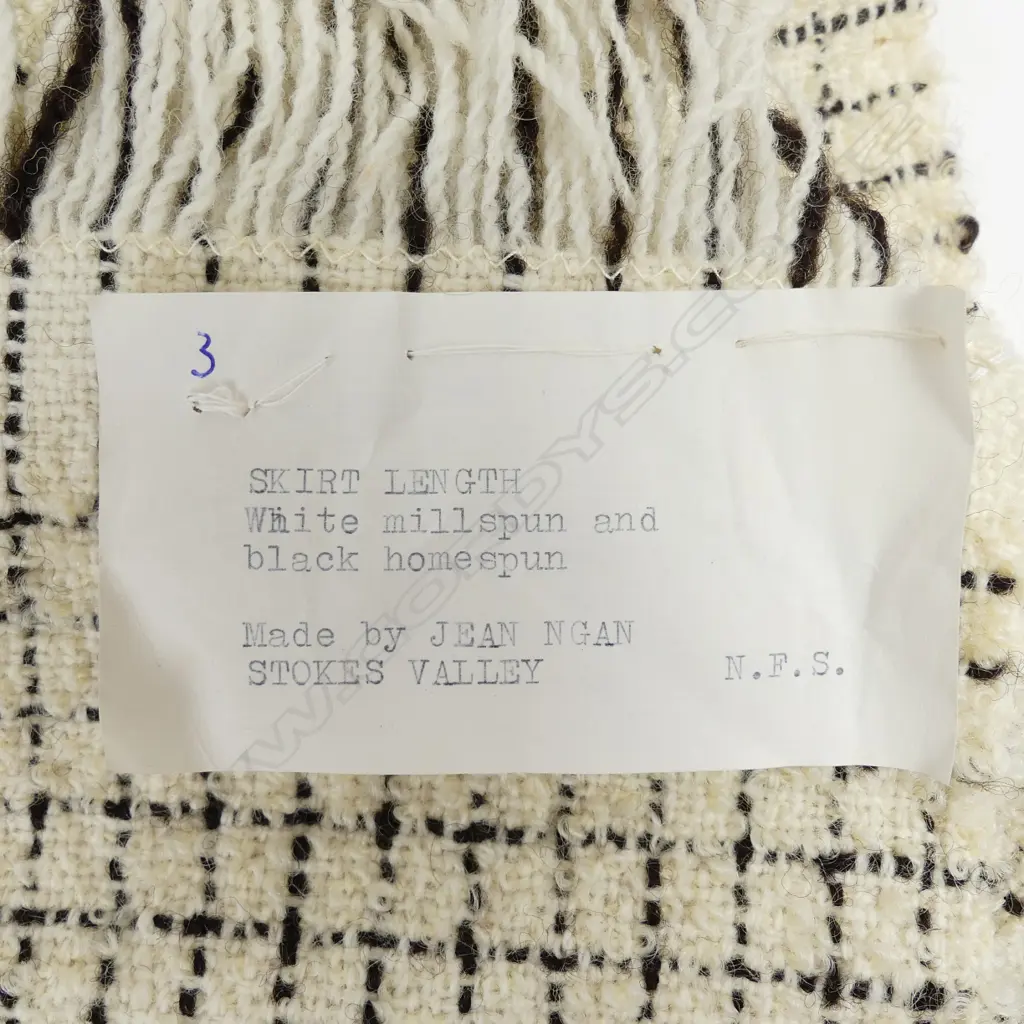 3
SKIRT LENGTH
White millspun and
black homespun
Made by JEAN NGAN
STOKES VALLEY N.F.S.